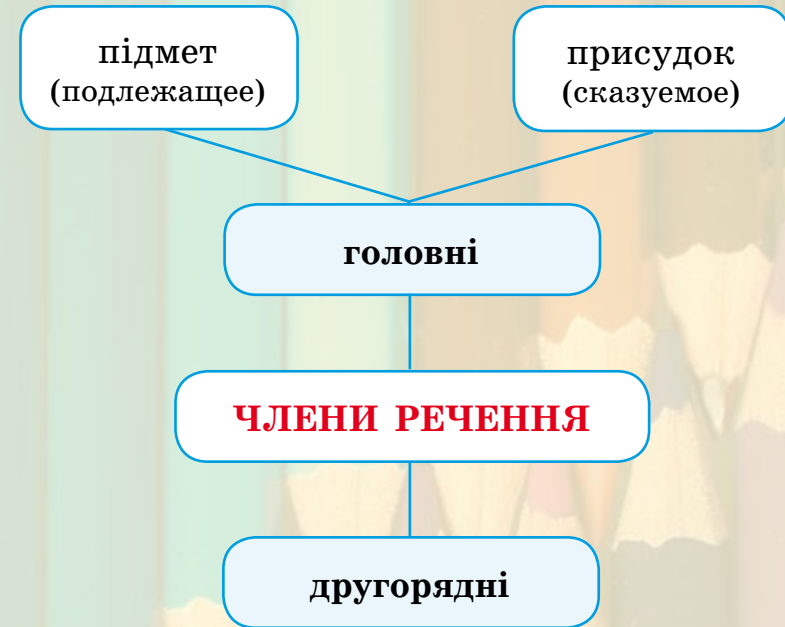 підмет
(подлежащее)
присудок
(сказуемое)
головні
ЧЛЕНИ РЕЧЕННЯ
другорядні